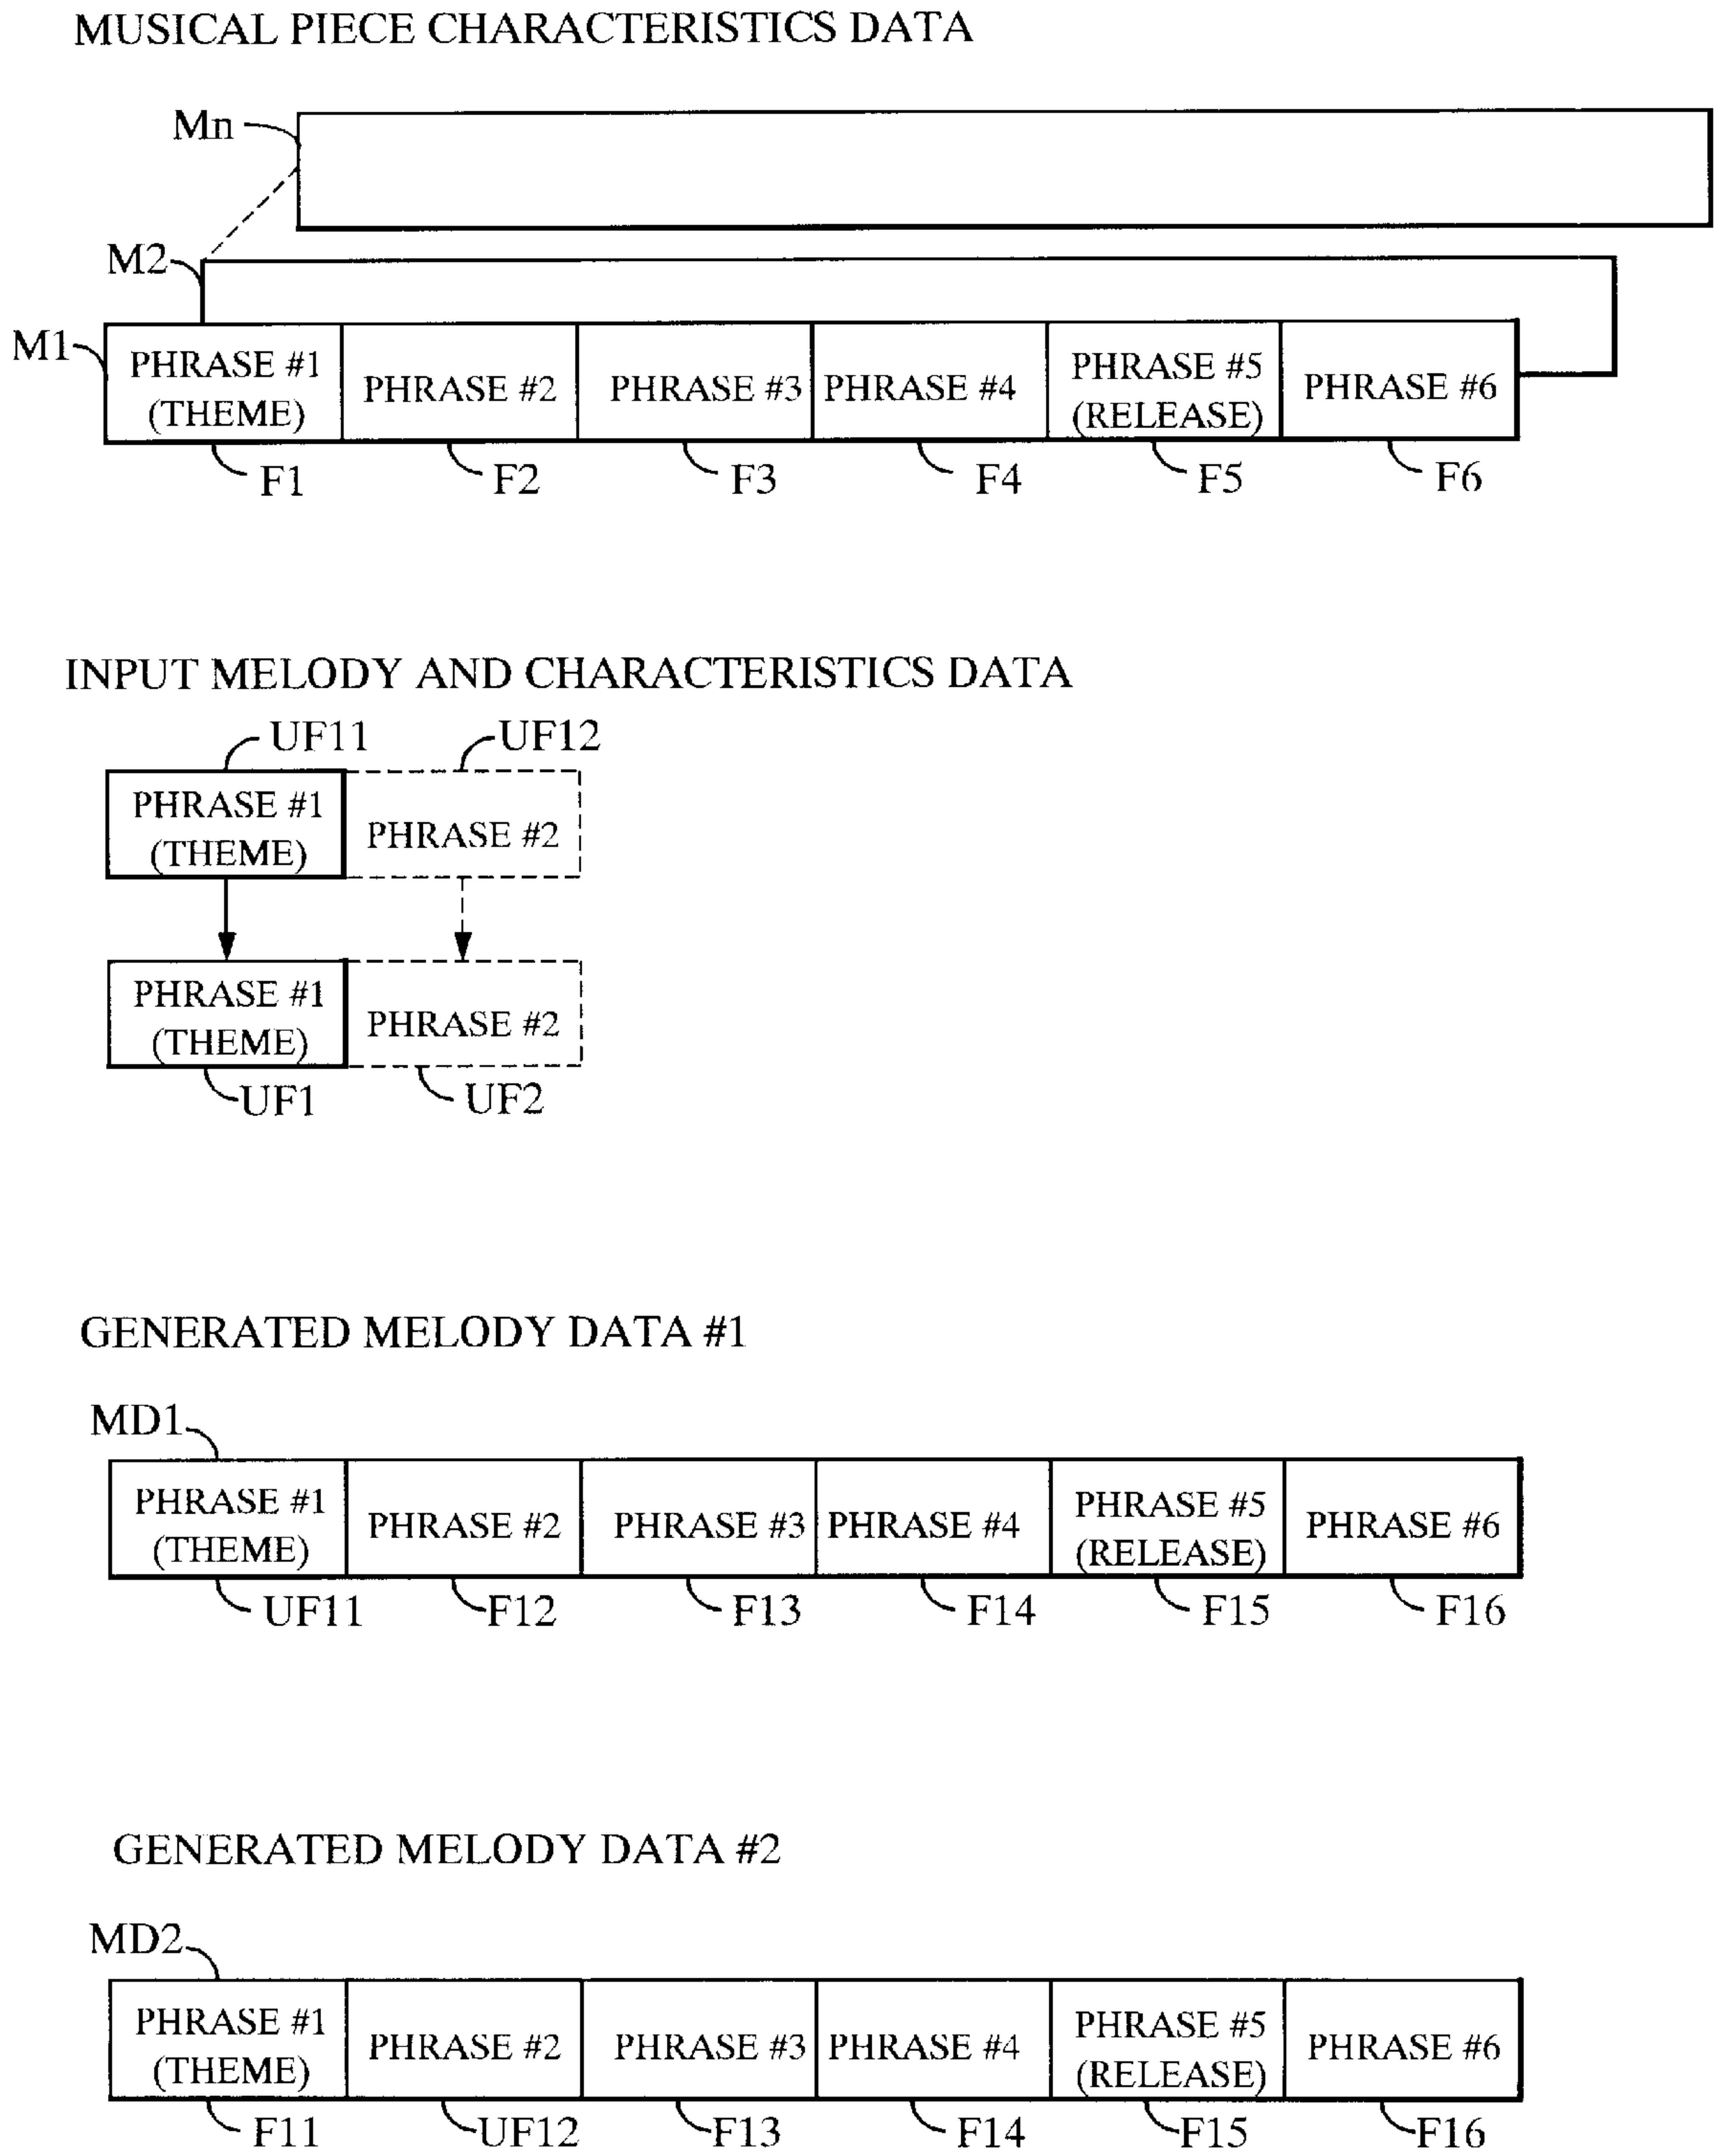 MUSICAL PIECE CHARACTERISTICS DATA
Mn
M2
M1
PHRASE #1
(THEME)
PHRASE #2
PHRASE #3
PHRASE #4
PHRASE #5
(RELEASE)
PHRASE #6
F1
F2
F3
F4
F5
F6
INPUT MELODY AND CHARACTERISTICS DATA
UF11
UF12
PHRASE #1
(THEME)
PHRASE #2
PHRASE #1
(THEME)
PHRASE #2
UF1
UF2
GENERATED MELODY DATA #1
MD1
PHRASE #1
(THEME)
PHRASE #2
PHRASE #3
PHRASE #4
PHRASE #5
(RELEASE)
PHRASE #6
UF11
F12
F13
F14
F15
F16
GENERATED MELODY DATA #2
MD2
PHRASE #1
(THEME)
PHRASE #2
PHRASE #3
PHRASE #4
PHRASE #5
(RELEASE)
PHRASE #6
F11
UF12
F13
F14
F15
F16